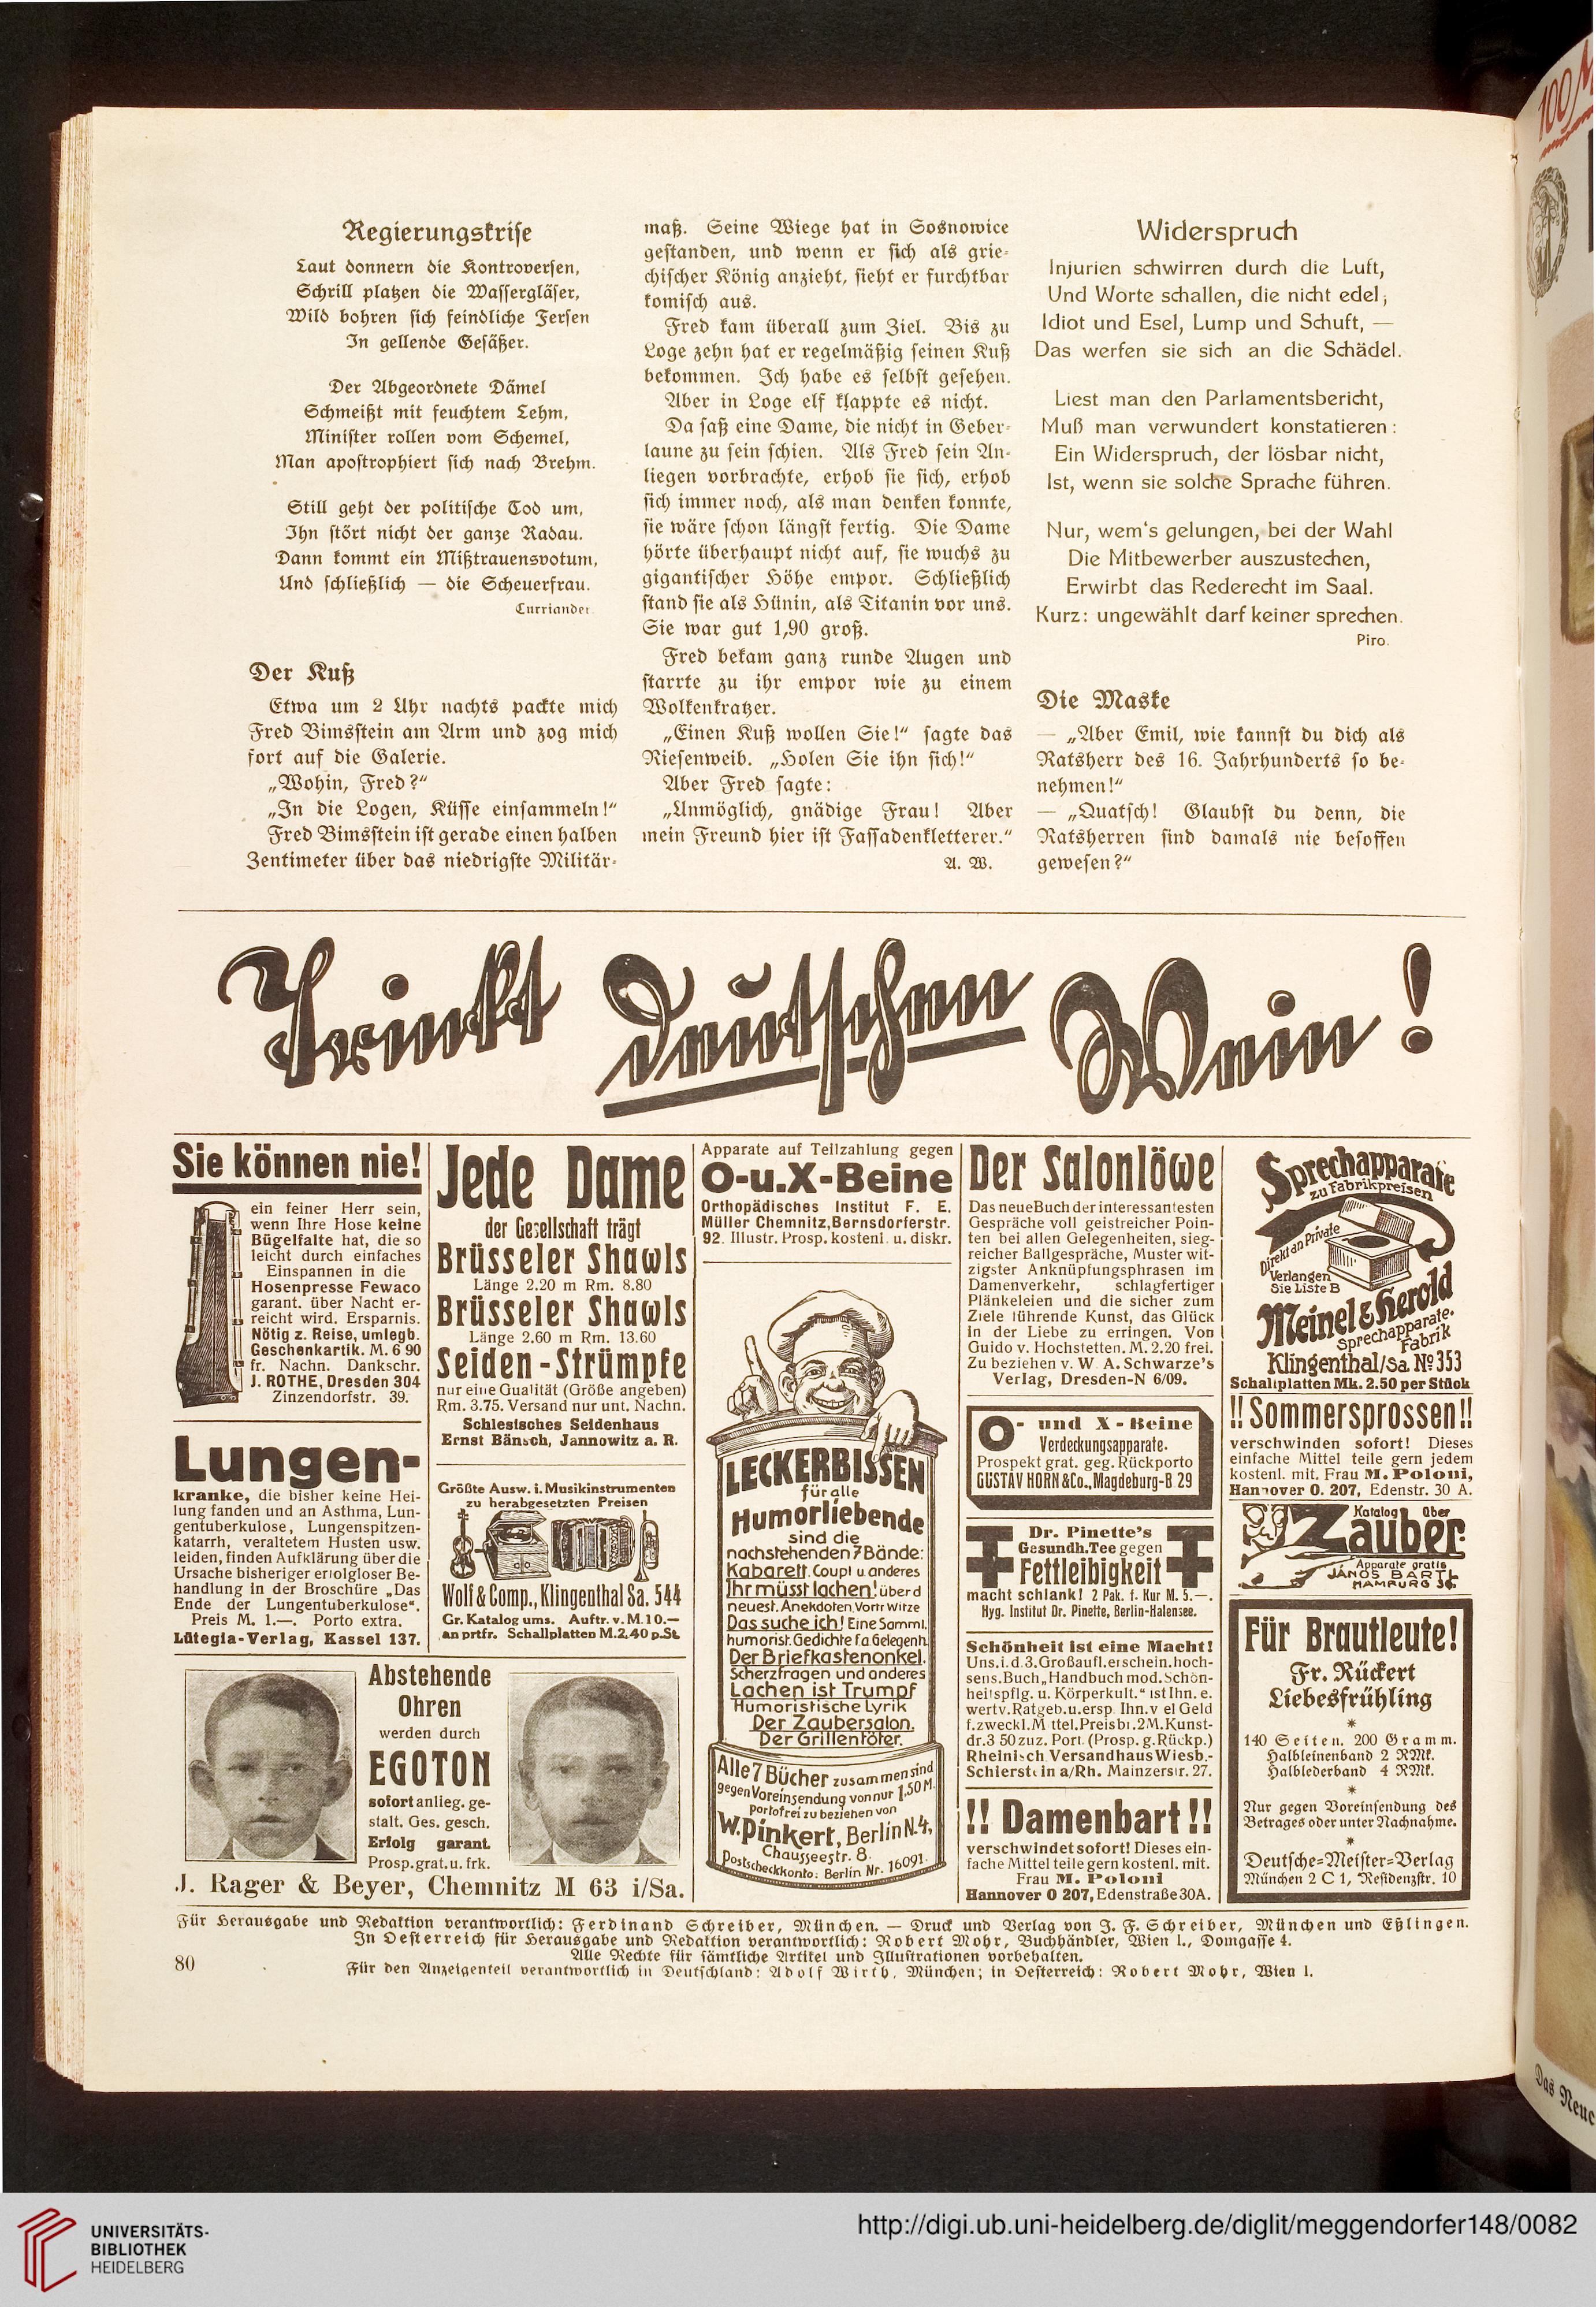 Regierungskrise
Laut donnern die Kontroversen,
Schrill platzen die Wassergläser,
Wild bohren sich feindliche Fersen
In gellende Gesäßer.
Der Abgeordnete Dämel
Schmeißt mit feuchtem Lehm,
Minister rollen vom Schemel,
Man apostrophiert sich nach Brehm.
Still geht der politische Tod um,
Ihn stört nicht der ganze Radau.
Dann kommt ein Mißtrauensvotum,
Und schließlich — die Scheuerfrau.
Curriander
Der Kuß
Etwa um 2 Uhr nachts packte mich
Fred Bimsstein am Arm und zog mich
fort auf die Galerie.
„Wohin, Fred?“
„In die Logen, Küsse einsammeln!“
Fred Bimsstein ist gerade einen halben
Zentimeter über das niedrigste Militär-
maß. Seine Wiege hat in Sosnowice
gestanden, und wenn er sich als grie-
chischer König anzieht, sieht er furchtbar
komisch aus.
Fred kam überall zum Ziel. Bis zu
Loge zehn hat er regelmäßig seinen Kuß
bekommen. Ich habe es selbst gesehen.
Aber in Loge elf klappte es nicht.
Da saß eine Dame, die nicht in Geber-
laune zu sein schien. Als Fred sein An-
liegen vorbrachte, erhob sie sich, erhob
sich immer noch, als man denken konnte,
sie wäre schon längst fertig. Die Dame
hörte überhaupt nicht auf, sie wuchs zu
gigantischer Höhe empor. Schließlich
stand sie als Hünin, als Titanin vor uns.
Sie war gut 1,90 groß.
Fred bekam ganz runde Augen und
starrte zu ihr empor wie zu einem
Wolkenkratzer.
„Einen Kuß wollen Sie!“ sagte das
Riesenweib. „Holen Sie ihn sich!“
Aber Fred sagte:
„Unmöglich, gnädige Frau! Aber
mein Freund hier ist Fassadenkletterer.“
A. W.
Widerspruch
Injurien schwirren durch die Luft,
Und Worte schallen, die nicht edel;
Idiot und Esel, Lump und Schuft, —
Das werfen sie sich an die Schädel.
Liest man den Parlamentsbericht,
Muß man verwundert konstatieren:
Ein Widerspruch, der lösbar nicht,
Ist, wenn sie solche Sprache führen.
Nur, wem's gelungen, bei der Wahl
Die Mitbewerber auszustechen,
Erwirbt das Rederecht im Saal.
Kurz: ungewählt darf keiner sprechen.
Piro.
Die Maske
— „Aber Emil, wie kannst du dich als
Ratsherr des 16. Jahrhunderts so be-
nehmen!“
— „Quatsch! Glaubst du denn, die
Ratsherren sind damals nie besoffen
gewesen?“
Trinkt deutschen Wein!
Sie können nie!
ein feiner Herr sein,
wenn Ihre Hose keine
Bügelfalte hat, die so
leicht durch einfaches
Einspannen in die
Hosenpresse Fewaco
garant. über Nacht er-
reicht wird. Ersparnis.
Nötig z. Reise, umlegb.
Geschenkartik. M. 6 90
fr. Nachn. Dankschr.
J. ROTHE, Dresden 304
Zinzendorfstr. 39.
Lungen-
kranke, die bisher keine Hei-
lung fanden und an Asthma, Lun-
gentuberkulose, Lungenspitzen-
katarrh, veraltetem Husten usw.
leiden, finden Aufklärung über die
Ursache bisheriger erfolgloser Be-
handlung in der Broschüre „Das
Ende der Lungentuberkulose“.
Preis M. 1.—. Porto extra.
Lütegia-Verlag, Kassel 137.
Jede Dame
der Gesellschaft trägt
Brüsseler Shawls
Länge 2.20 m Rm. 8.80
Brüsseler Shawls
Länge 2.60 m Rm. 13.60
Seiden-Strümpfe
nur eine Qualität (Größe angeben)
Rm. 3.75. Versand nur unt. Nachn.
Schlesisches Seidenhaus
Ernst Bänsch, Jannowitz a. R.
Größte Ausw. i. Musikinstrumenten
zu herabgesetzten Preisen
Wolf & Comp., Klingenthal Sa. 544
Gr. Katalog ums. Auftr. v. M. 10.—
an prtfr. Schallplatten M. 2.40 p. St.
Abstehende
Ohren
werden durch
EGOTON
sofort anlieg. ge-
stalt. Ges. gesch.
Erfolg garant.
Prosp. grat. u. frk.
J. Rager & Beyer, Chemnitz M 63 i/Sa.
Apparate auf Teilzahlung gegen
O-u.X-Beine
Orthopädisches Institut F. E.
Müller Chemnitz, Bernsdorferstr.
92. Illustr. Prosp. kostenl. u. diskr.
LECKERBISSEN
für alle
Humorliebende
sind die
nachstehenden 7 Bände:
Kabarett. Coupl u. anderes
Ihr müsst lachen! über d
neuest. Anekdoten, Vortr Witze
Das suche ich! Eine Samml.
humorist. Gedichte f a Gelegenh.
Der Briefkastenonkel.
Scherzfragen und anderes
Lachen ist Trumpf
Humoristische Lyrik
Der Zaubersalon.
Der Grillentöter.
Alle 7 Bücher zusammen sind
gegen Voreinsendung von nur 1.50 M.
portofrei zu beziehen von
W. Pinkert, Berlin N. 4,
Chausseestr. 8.
Postscheckkonto: Berlin Nr. 16091.
Der Salonlöwe
Das neue Buch der interessantesten
Gespräche voll geistreicher Poin-
ten bei allen Gelegenheiten, sieg-
reicher Ballgespräche, Muster wit-
zigster Anknüpfungsphrasen im
Damenverkehr, schlagfertiger
Plänkeleien und die sicher zum
Ziele führende Kunst, das Glück
in der Liebe zu erringen. Von
Guido v. Hochstetten. M. 2.20 frei.
Zu beziehen v. W. A. Schwarze's
Verlag, Dresden-N 6/09.
O- und X-Beine
Verdeckungsapparate.
Prospekt grat. geg. Rückporto
GUSTAV HORN & Co., Magdeburg-B 29
Dr. Pinette's
Gesundh. Tee gegen
Fettleibigkeit
macht schlank! 2 Pak. f. Kur M. 5.—.
Hyg. Institut Dr. Pinette, Berlin-Halensee.
Schönheit ist eine Macht!
Uns. i. d. 3. Großaufl. erschein. hoch-
sens. Buch „Handbuch mod. Schön-
heitspflg. u. Körperkult.“ ist Ihn. e.
wertv. Ratgeb. u. ersp. Ihn. v el Geld
f. zweckl. M ttel. Preis br. 2 M. Kunst-
dr. 3 50 zuz. Port. (Prosp. g. Rückp.)
Rheinisch Versandhaus Wiesb.-
Schierstein a/Rh. Mainzerstr. 27.
!! Damenbart !!
verschwindet sofort! Dieses ein-
fache Mittel teile gern kostenl. mit.
Frau M. Poloni
Hannover O 207, Edenstraße 30A.
Sprechapparate
zu Fabrikpreisen
Direkt an Private
Verlangen
Sie Liste B
Meinel & Herold
Sprechapparate-
Fabrik
Klingenthal/Sa. No 353
Schallplatten Mk. 2.50 per Stück
!! Sommersprossen !!
verschwinden sofort! Dieses
einfache Mittel teile gern jedem
kostenl. mit. Frau M. Poloni,
Hannover O. 207, Edenstr. 30 A.
Katalog über
Zauber-
Apparate gratis
JANOS BARTL
HAMBURG 36
Für Brautleute!
Fr. Rückert
Liebesfrühling
*
140 Seiten. 200 Gramm.
Halbleinenband 2 RMk.
Halblederband 4 RMk.
*
Nur gegen Voreinsendung des
Betrages oder unter Nachnahme.
*
Deutsche-Meister-Verlag
München 2 C 1, Residenzstr. 10
Für Herausgabe und Redaktion verantwortlich: Ferdinand Schreiber, München. — Druck und Verlag von J. F. Schreiber, München und Eßlingen.
In Oesterreich für Herausgabe und Redaktion verantwortlich: Robert Mohr, Buchhändler, Wien I., Domgasse 4.
Alle Rechte für sämtliche Artikel und Illustrationen vorbehalten.
Für den Anzeigenteil verantwortlich in Deutschland: Adolf Wirth, München; in Oesterreich: Robert Mohr, Wien I.
80
100 M
Das Neue
UNIVERSITÄTS-
BIBLIOTHEK
HEIDELBERG
http://digi.ub.uni-heidelberg.de/diglit/meggendorfer148/0082